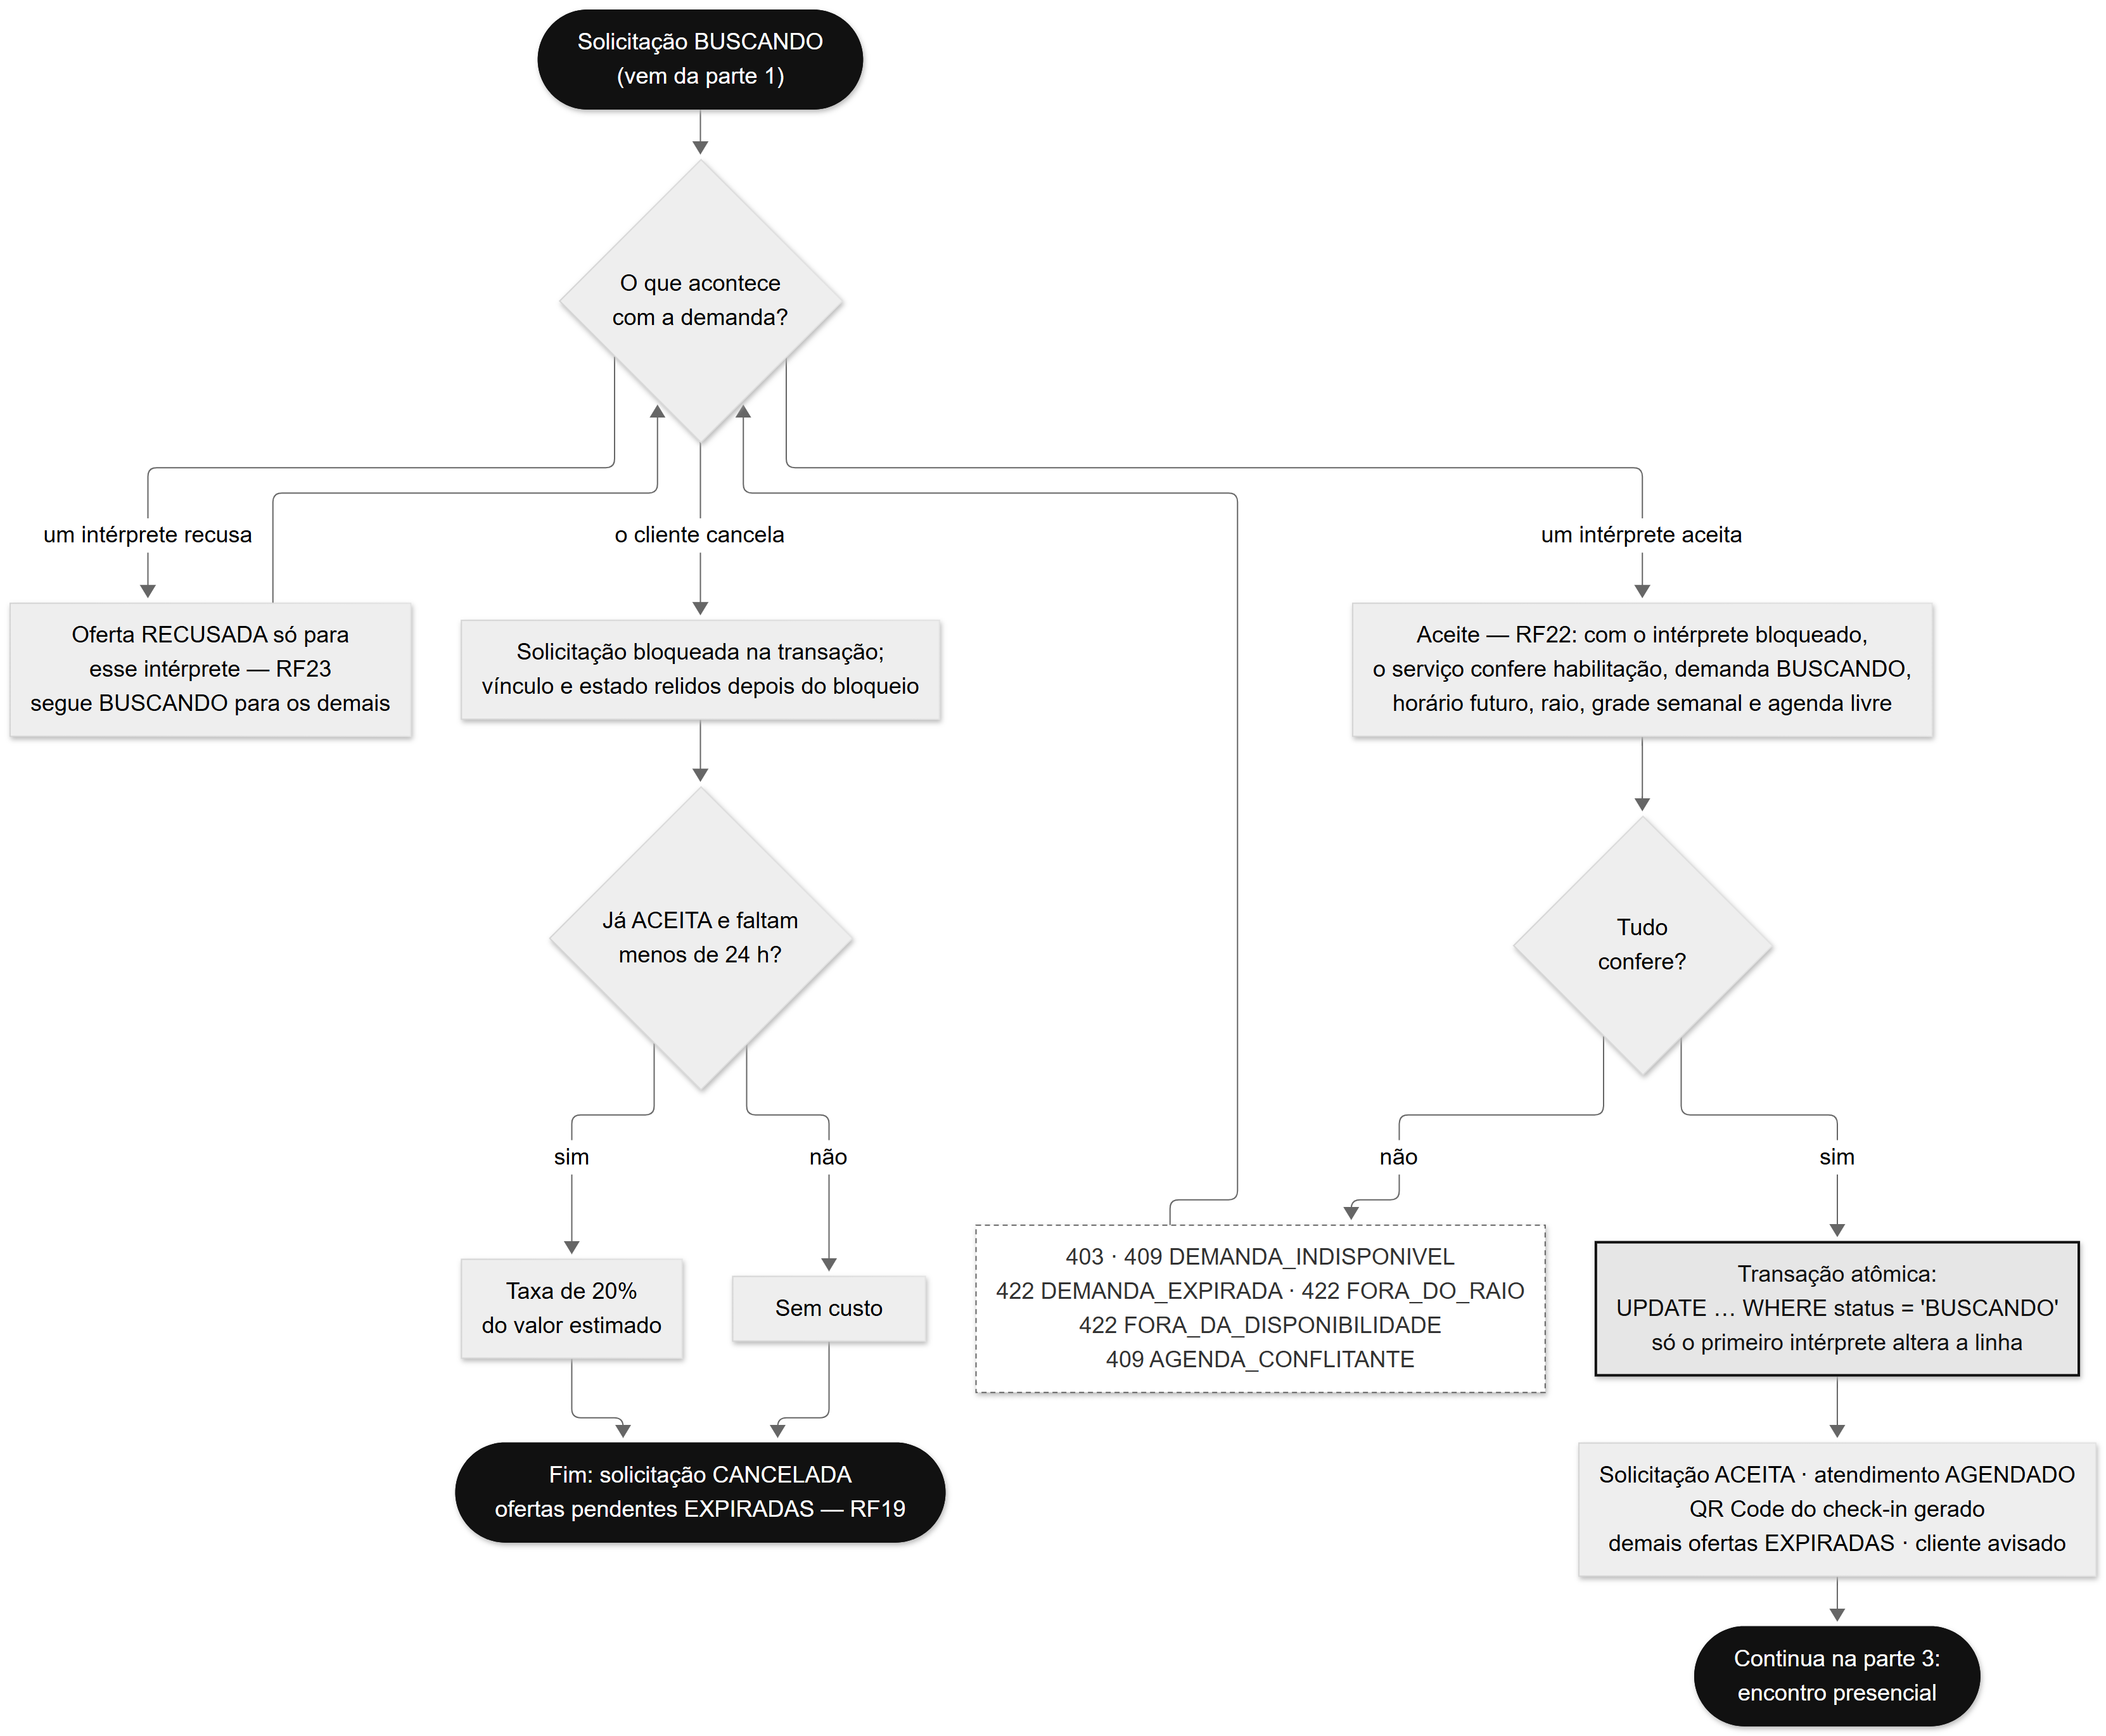 Solicitação BUSCANDO
(vem da parte 1)
O que acontece
com a demanda?
um intérprete recusa
o cliente cancela
um intérprete aceita
Oferta RECUSADA só para
esse intérprete — RF23
segue BUSCANDO para os demais
Solicitação bloqueada na transação;
vínculo e estado relidos depois do bloqueio
Aceite — RF22: com o intérprete bloqueado,
o serviço confere habilitação, demanda BUSCANDO,
horário futuro, raio, grade semanal e agenda livre
Já ACEITA e faltam
menos de 24 h?
Tudo
confere?
sim
não
não
sim
Taxa de 20%
do valor estimado
Sem custo
403 · 409 DEMANDA_INDISPONIVEL
422 DEMANDA_EXPIRADA · 422 FORA_DO_RAIO
422 FORA_DA_DISPONIBILIDADE
409 AGENDA_CONFLITANTE
Transação atômica:
UPDATE … WHERE status = 'BUSCANDO'
só o primeiro intérprete altera a linha
Fim: solicitação CANCELADA
ofertas pendentes EXPIRADAS — RF19
Solicitação ACEITA · atendimento AGENDADO
QR Code do check-in gerado
demais ofertas EXPIRADAS · cliente avisado
Continua na parte 3:
encontro presencial